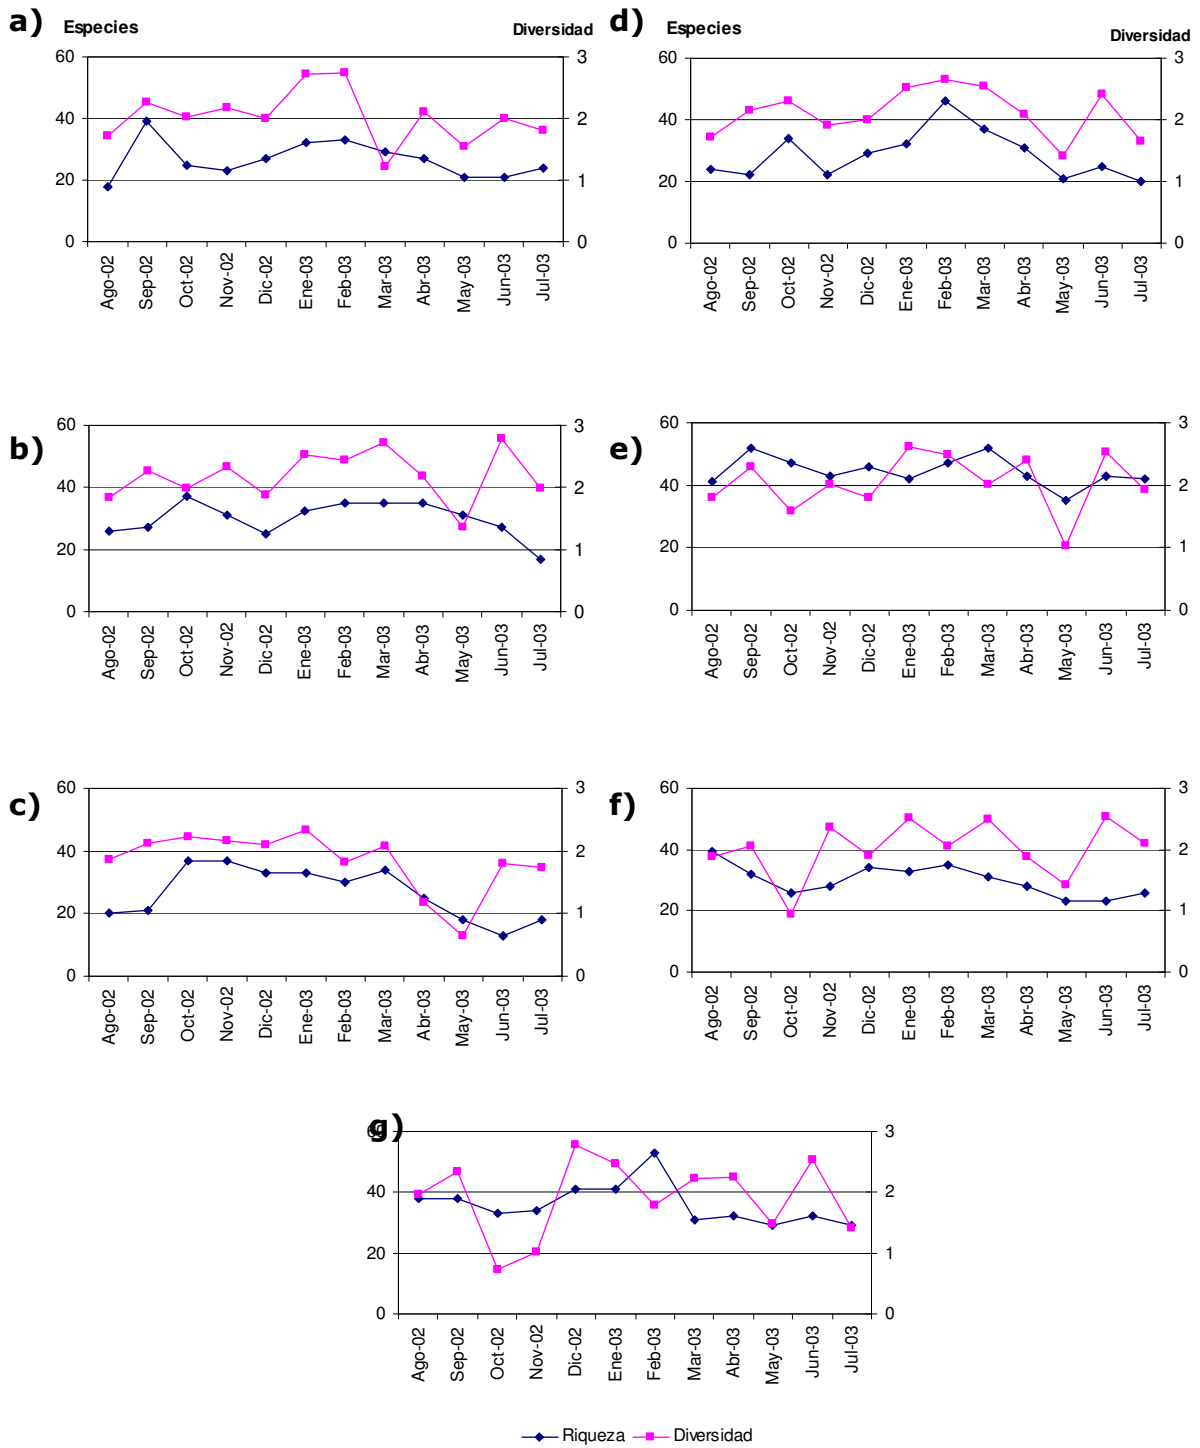 a) Especies Diversidad
60 3
40 2
20 1
0 0
Ago-02 Sep-02 Oct-02 Nov-02 Dic-02 Ene-03 Feb-03 Mar-03 Abr-03 May-03 Jun-03 Jul-03
d) Especies Diversidad
60 3
40 2
20 1
0 0
Ago-02 Sep-02 Oct-02 Nov-02 Dic-02 Ene-03 Feb-03 Mar-03 Abr-03 May-03 Jun-03 Jul-03
b)
60 3
40 2
20 1
0 0
Ago-02 Sep-02 Oct-02 Nov-02 Dic-02 Ene-03 Feb-03 Mar-03 Abr-03 May-03 Jun-03 Jul-03
e)
60 3
40 2
20 1
0 0
Ago-02 Sep-02 Oct-02 Nov-02 Dic-02 Ene-03 Feb-03 Mar-03 Abr-03 May-03 Jun-03 Jul-03
c)
60 3
40 2
20 1
0 0
Ago-02 Sep-02 Oct-02 Nov-02 Dic-02 Ene-03 Feb-03 Mar-03 Abr-03 May-03 Jun-03 Jul-03
f)
60 3
40 2
20 1
0 0
Ago-02 Sep-02 Oct-02 Nov-02 Dic-02 Ene-03 Feb-03 Mar-03 Abr-03 May-03 Jun-03 Jul-03
g)
60 3
40 2
20 1
0 0
Ago-02 Sep-02 Oct-02 Nov-02 Dic-02 Ene-03 Feb-03 Mar-03 Abr-03 May-03 Jun-03 Jul-03
Riqueza Diversidad